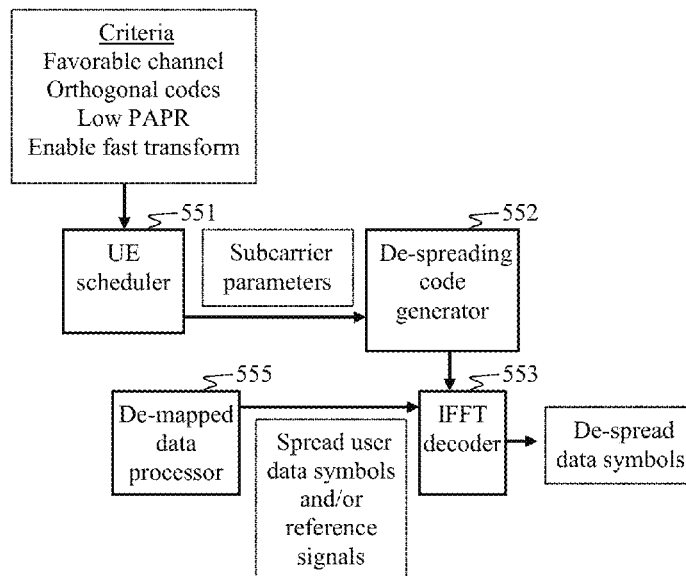 Criteria
Favorable channel
Orthogonal codes
Low PAPR
Enable fast transform
551
UE
scheduler
Subcarrier
parameters
552
De-spreading
code
generator
555
De-mapped
data
processor
Spread user
data symbols
and/or
reference
signals
553
IFFT
decoder
De-spread
data symbols